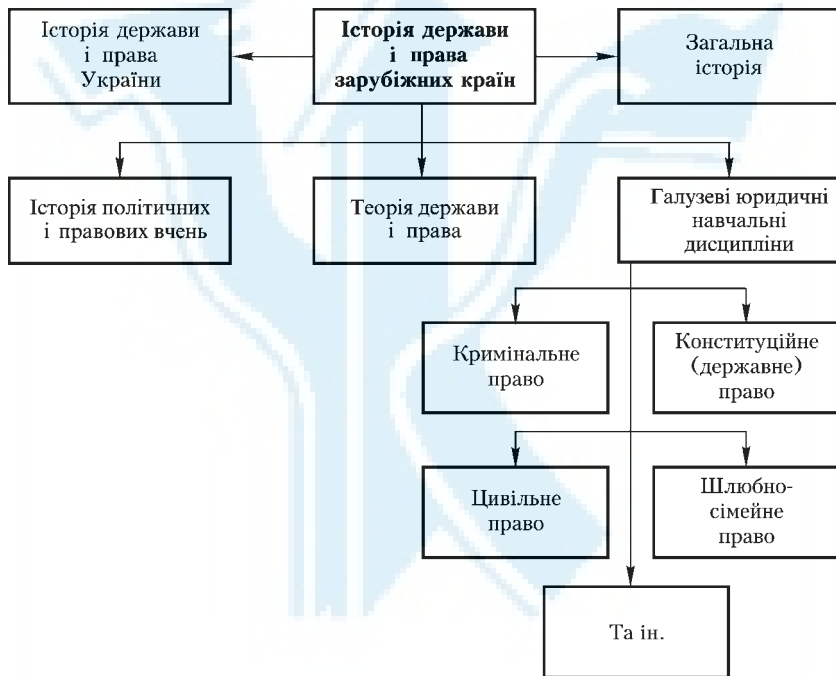 Історія держави
і права
України
Історія держави
і права
зарубіжних країн
Загальна
історія
Історія політичних
і правових вчень
Теорія держави
і права
Галузеві юридичні
навчальні
дисципліни
Кримінальне
право
Конституційне
(державне)
право
Цивільне
право
Шлюбно-
сімейне
право
Та ін.